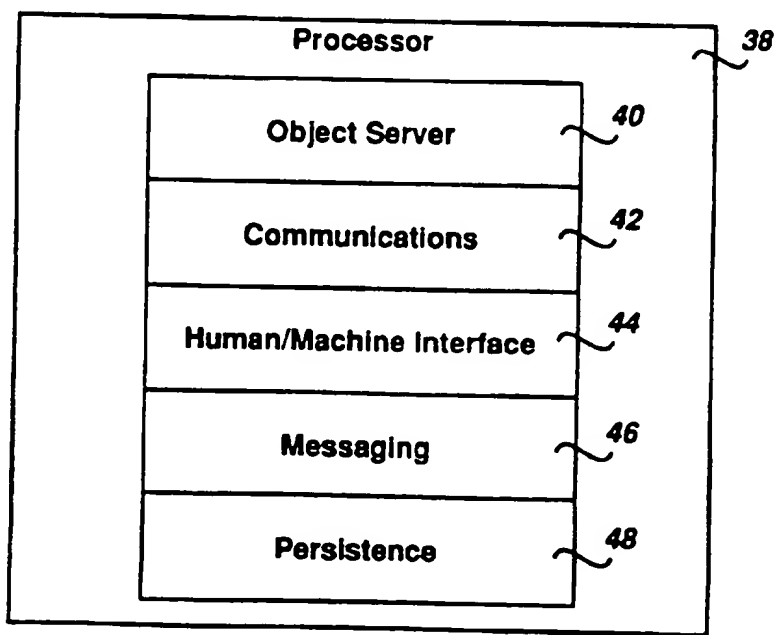 Processor 38
Object Server 40
Communications 42
Human/Machine Interface 44
Messaging 46
Persistence 48